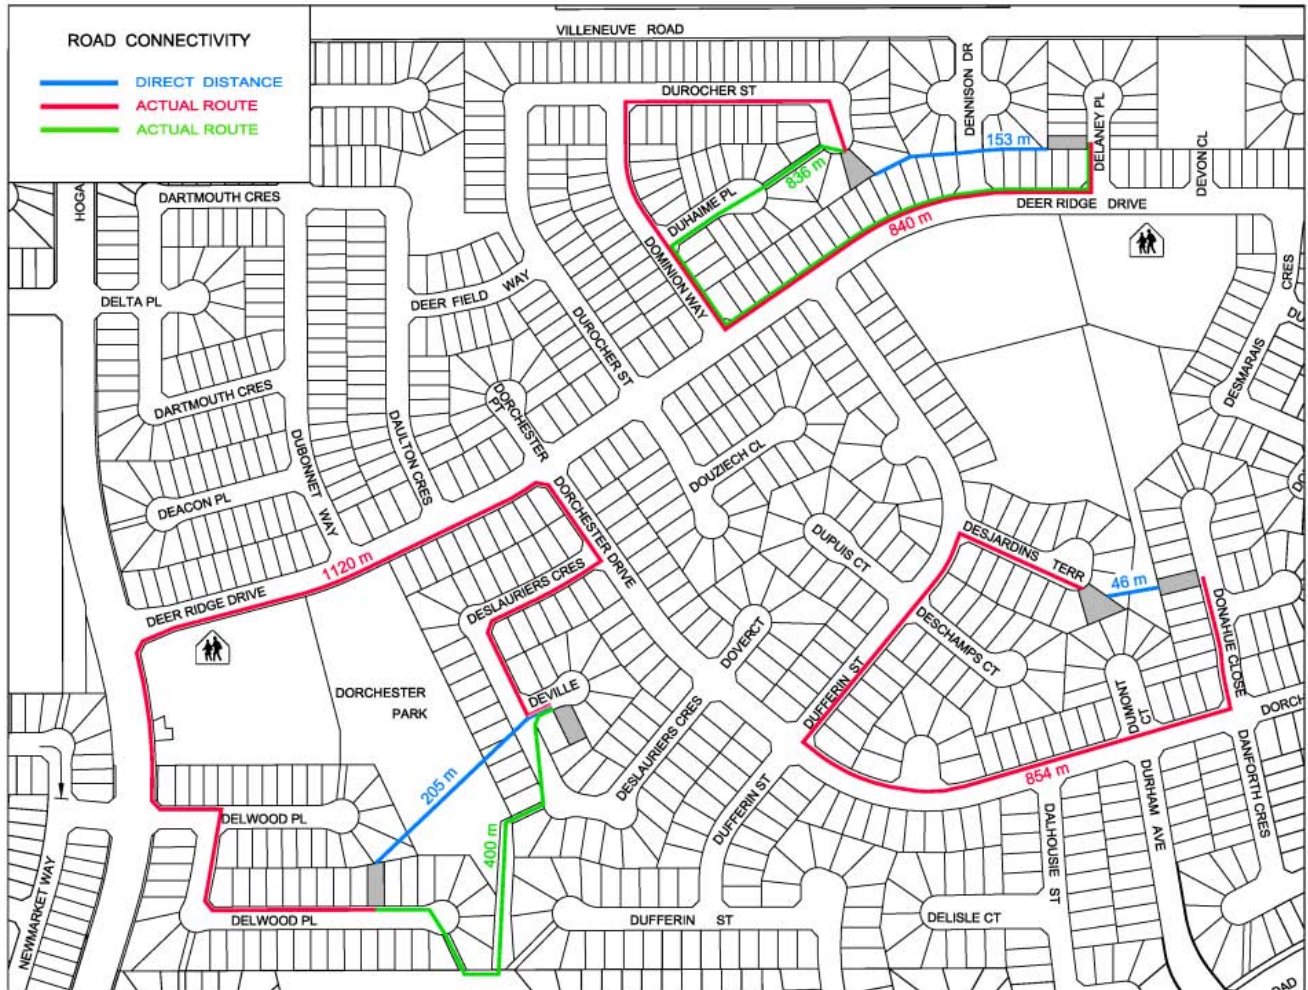 VILLENEUVE ROAD
ROAD CONNECTIVITY
DIRECT DISTANCE
ACTUAL ROUTE
ACTUAL ROUTE
DUROCHER ST
DENNISON DR
DELANEY PL
153 m
836 m
DEVON CL
HOGA
DARTMOUTH CRES
DUHAIME PL
DEER RIDGE DRIVE
840 m
DOMINION WAY
CRES
DELTA PL
DEER FIELD WAY
DU
DUROCHER ST
DESMARAIS
DARTMOUTH CRES
DORCHESTER
PT
DAULTON CRES
DUBONNET WAY
DOUZIECH CL
DEACON PL
DORCHESTER DRIVE
DUPUIS CT
DESJARDINS TERR
1120 m
46 m
DEER RIDGE DRIVE
DESLAURIERS CRES
DOVERCT
DESCHAMPS CT
DONAHUE CLOSE
DORCHESTER
PARK
DEVILLE
DUFFERIN ST
DUMONT
CT
DORCH
205 m
DESLAURIERS CRES
854 m
DANFORTH CRES
DURHAM AVE
DELWOOD PL
400 m
DUFFERIN ST
DALHOUSIE ST
NEWMARKET WAY
DELWOOD PL
DUFFERIN ST
DELISLE CT
OAD